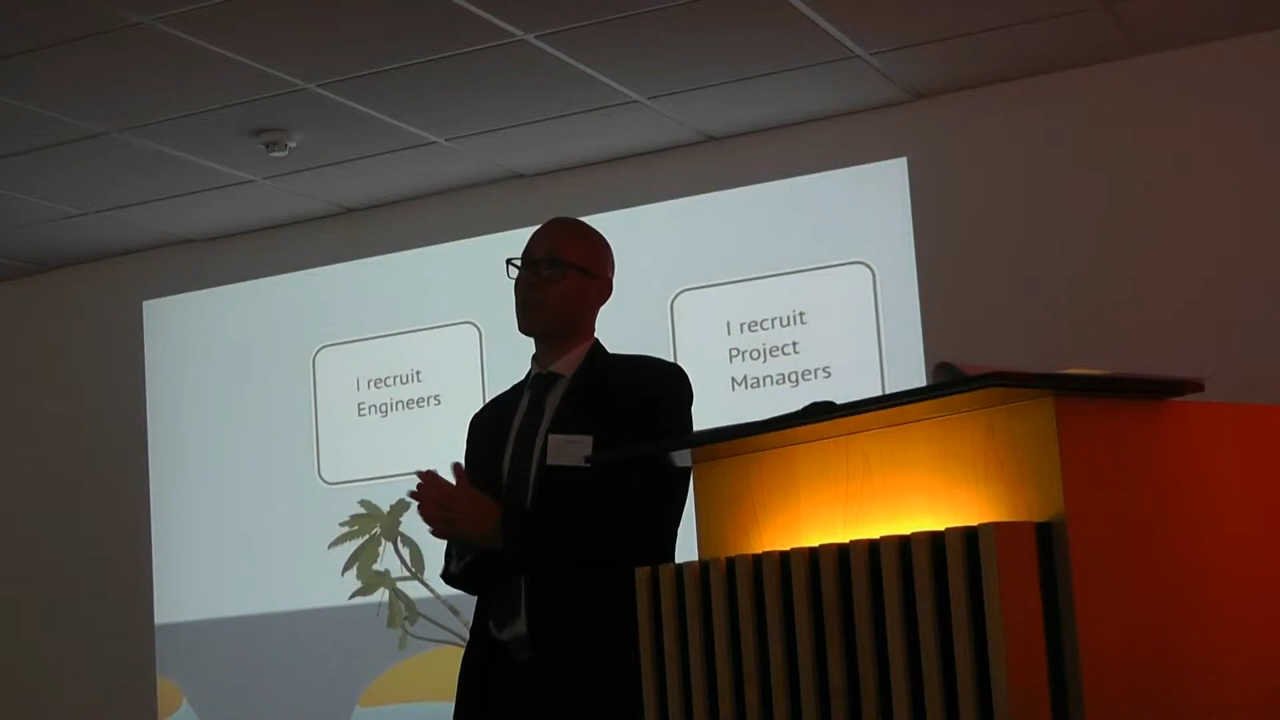 I recruit
Engineers
I recruit
Project
Managers